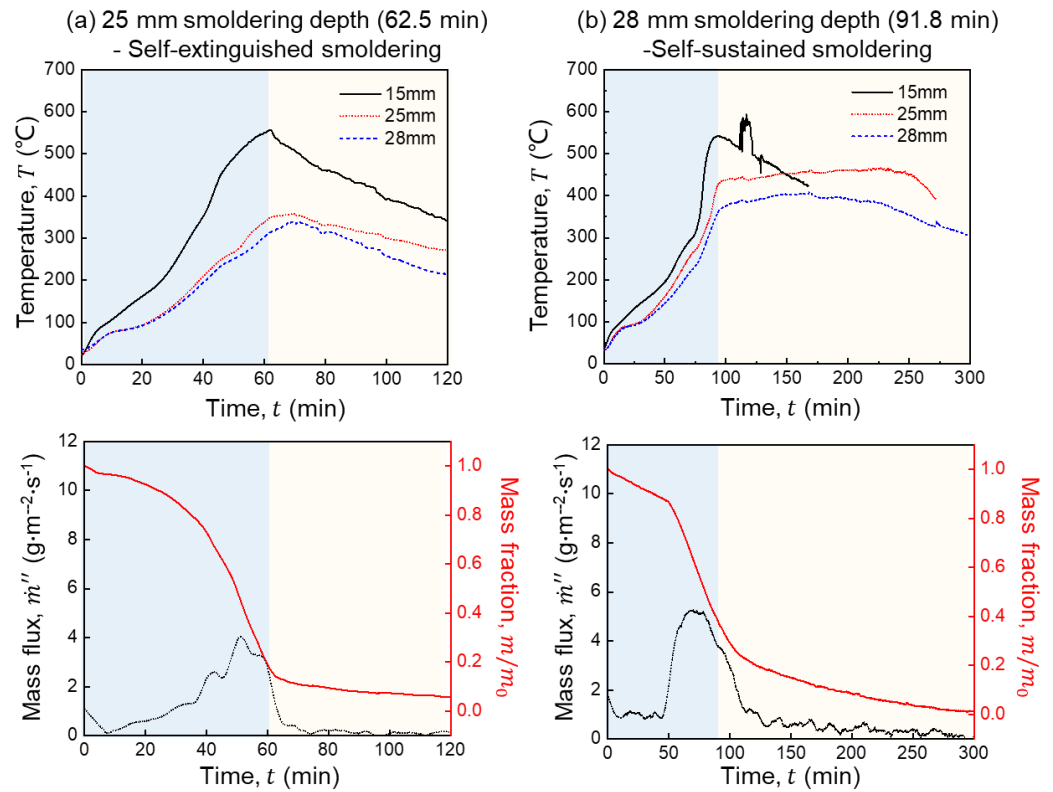 (a) 25 mm smoldering depth (62.5 min)
- Self-extinguished smoldering
700
600
500
400
300
200
100
0
Temperature, T (℃)
15mm
25mm
28mm
0 20 40 60 80 100 120
Time, t (min)
(b) 28 mm smoldering depth (91.8 min)
-Self-sustained smoldering
700
600
500
400
300
200
100
0
Temperature, T (℃)
15mm
25mm
28mm
0 50 100 150 200 250 300
Time, t (min)
12
10
8
6
4
2
0
Mass flux, ṁ″ (g·m⁻²·s⁻¹)
1.0
0.8
0.6
0.4
0.2
0.0
Mass fraction, m/m₀
0 20 40 60 80 100 120
Time, t (min)
12
10
8
6
4
2
0
Mass flux, ṁ″ (g·m⁻²·s⁻¹)
1.0
0.8
0.6
0.4
0.2
0.0
Mass fraction, m/m₀
0 50 100 150 200 250 300
Time, t (min)